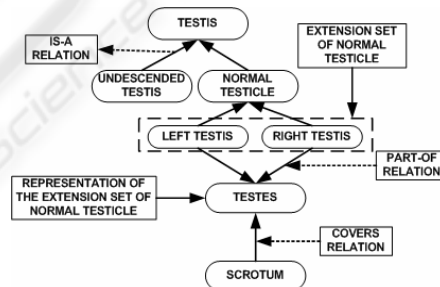 TESTIS
IS-A
RELATION
EXTENSION SET
OF NORMAL
TESTICLE
UNDESCENDED
TESTIS
NORMAL
TESTICLE
LEFT TESTIS
RIGHT TESTIS
PART-OF
RELATION
REPRESENTATION OF
THE EXTENSION SET OF
NORMAL TESTICLE
TESTES
COVERS
RELATION
SCROTUM
Science